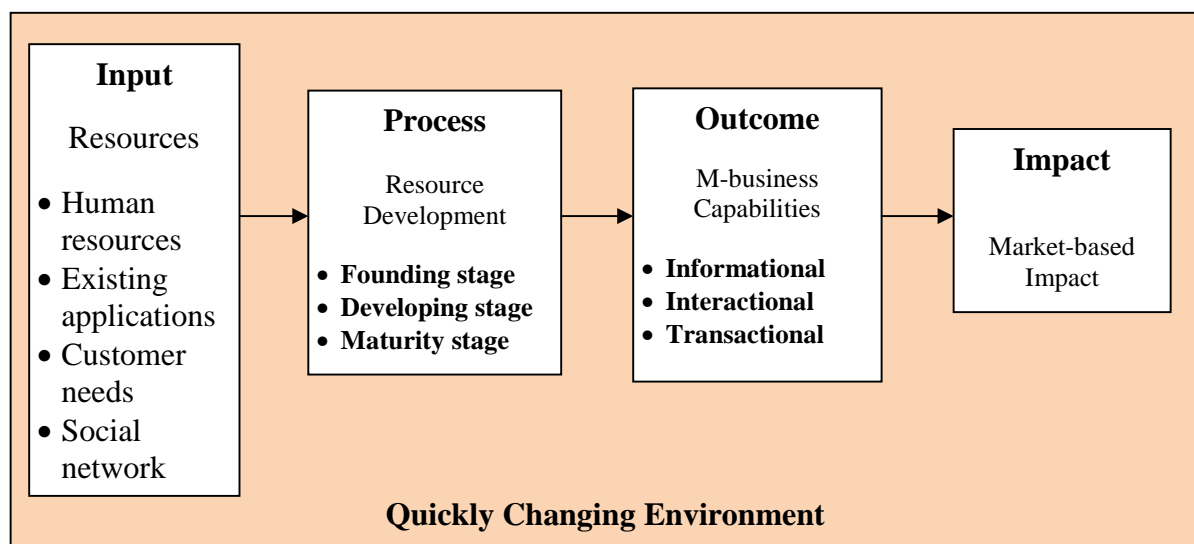 Input
Resources
• Human
resources
• Existing
applications
• Customer
needs
• Social
network
Process
Resource
Development
• Founding stage
• Developing stage
• Maturity stage
Outcome
M-business
Capabilities
• Informational
• Interactional
• Transactional
Impact
Market-based
Impact
Quickly Changing Environment